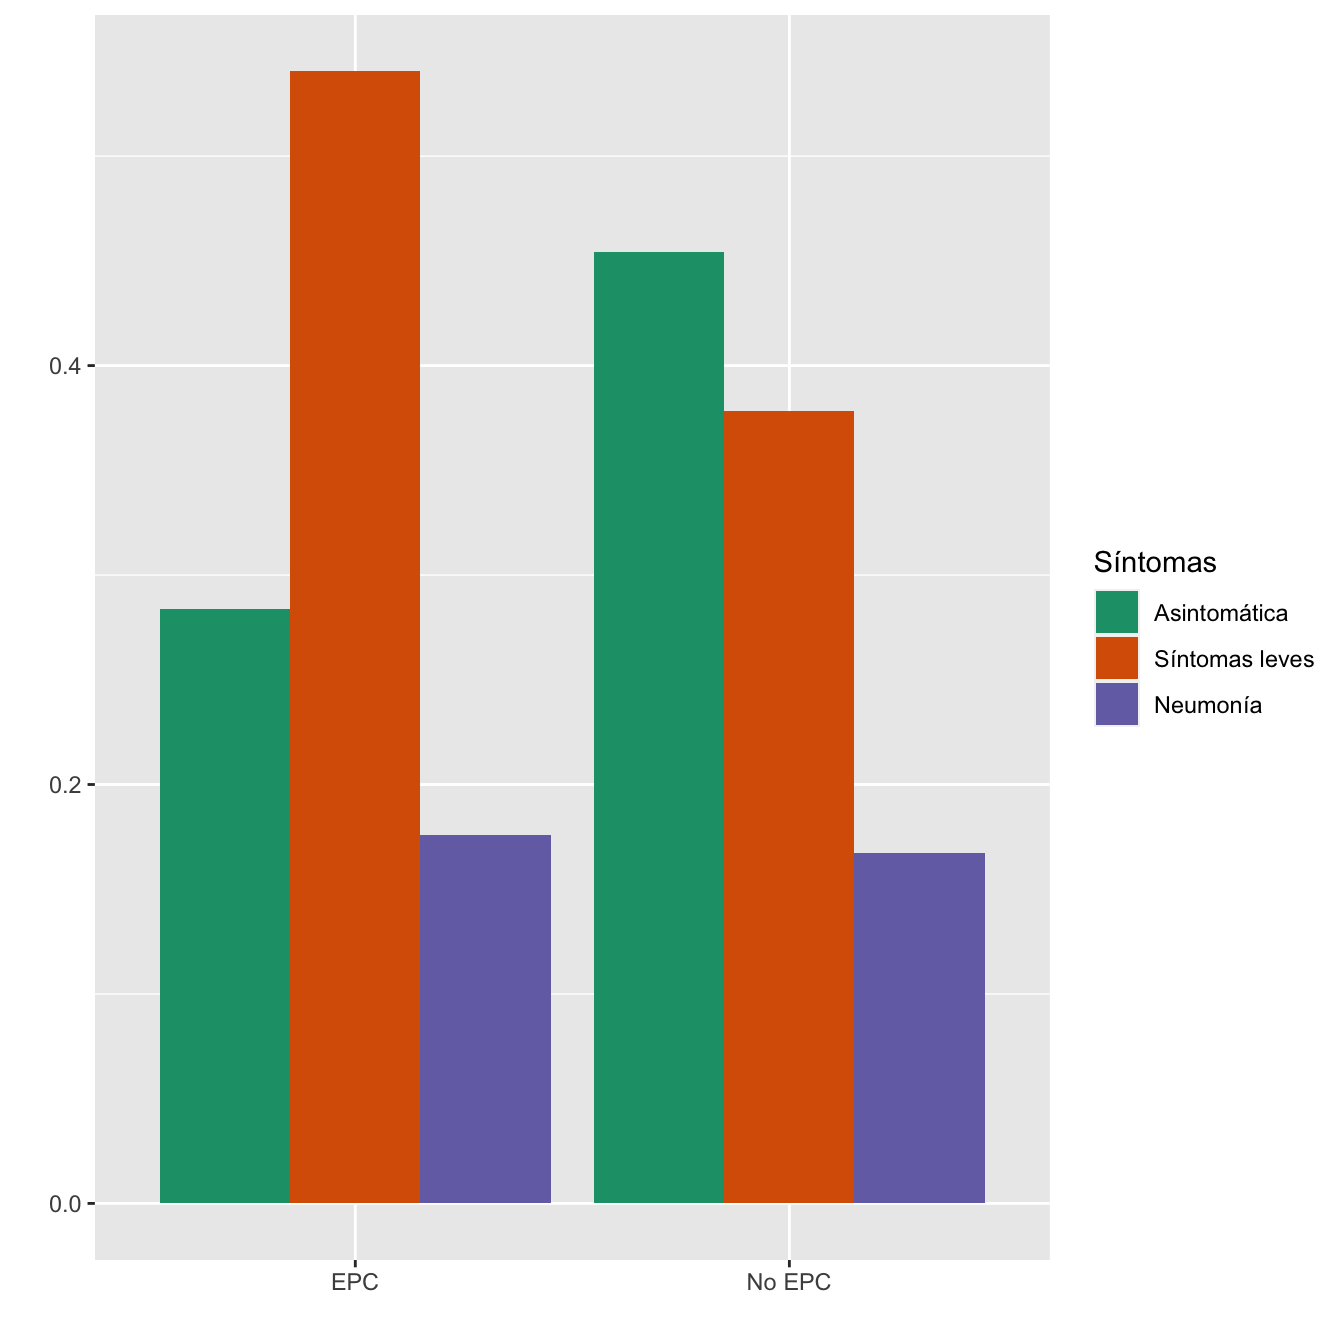 0.4
0.2
0.0
EPC
No EPC
Síntomas
Asintomática
Síntomas leves
Neumonía